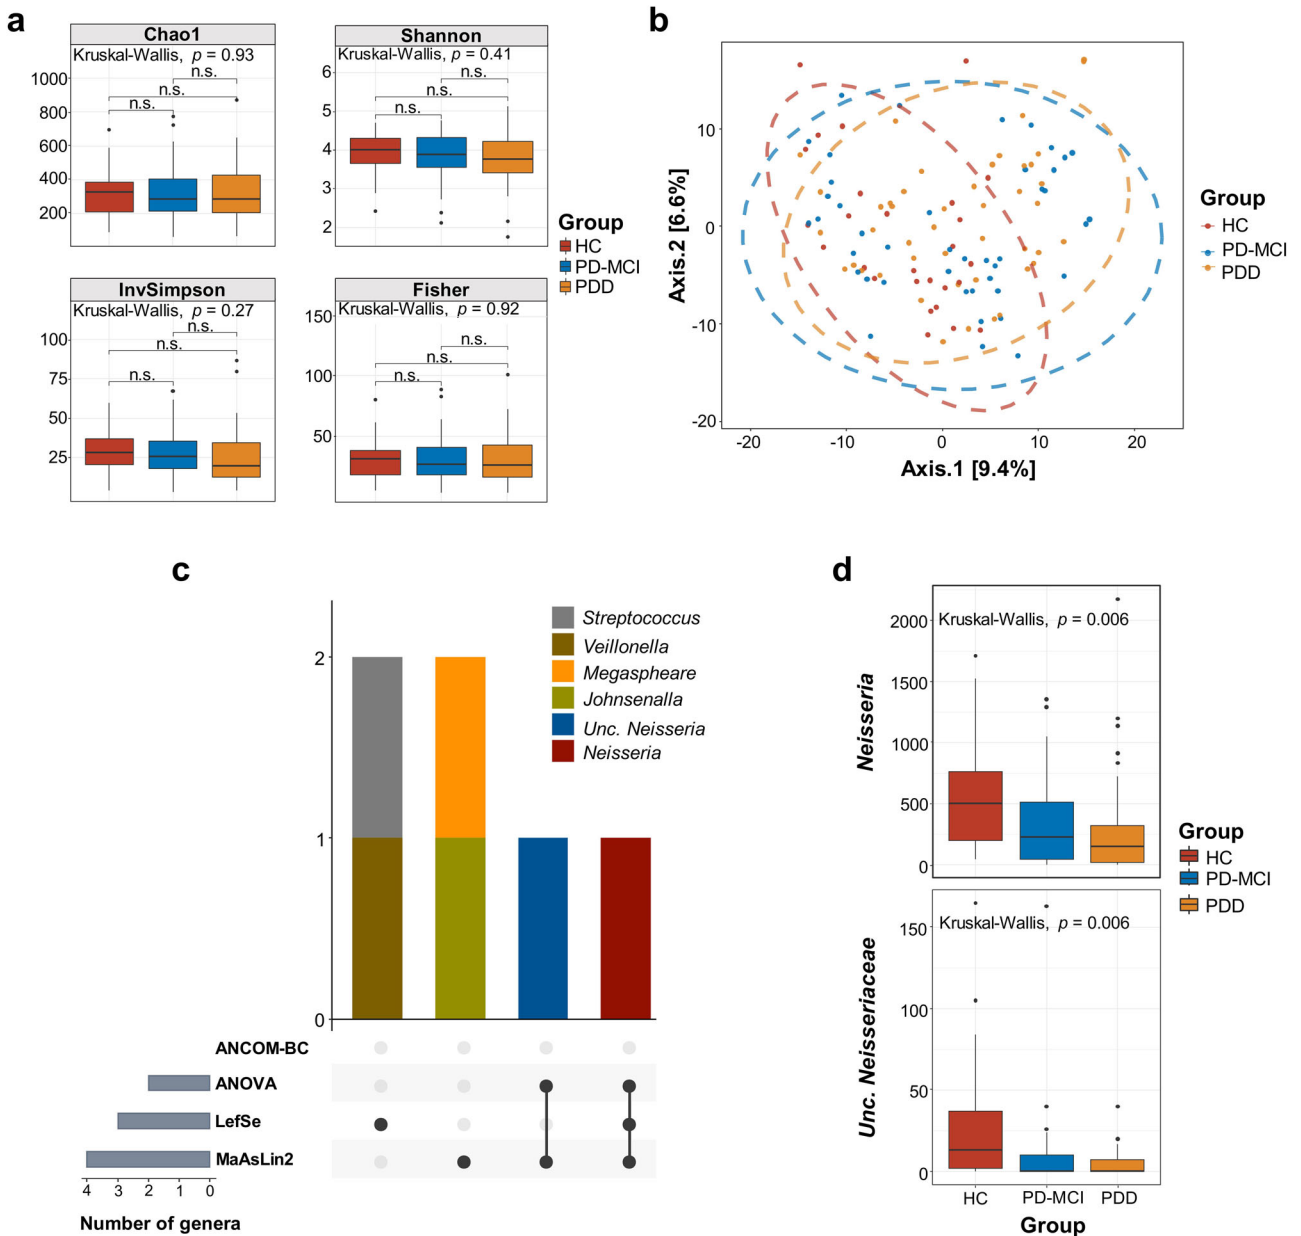 a
Chao1
Kruskal-Wallis, p = 0.93
n.s.
n.s.
n.s.
1000
800
600
400
200
Shannon
Kruskal-Wallis, p = 0.41
n.s.
n.s.
n.s.
6
5
4
3
2
InvSimpson
Kruskal-Wallis, p = 0.27
n.s.
n.s.
n.s.
100
75
50
25
Fisher
Kruskal-Wallis, p = 0.92
n.s.
n.s.
n.s.
150
100
50
Group
HC
PD-MCI
PDD
b
Axis.2 [6.6%]
10
0
-10
-20
-20
-10
0
10
20
Axis.1 [9.4%]
Group
HC
PD-MCI
PDD
c
2
1
0
Streptococcus
Veillonella
Megaspheare
Johnsenalla
Unc. Neisseria
Neisseria
ANCOM-BC
ANOVA
LefSe
MaAsLin2
4 3 2 1 0
Number of genera
d
Neisseria
Kruskal-Wallis, p = 0.006
2000
1500
1000
500
0
Unc. Neisseriaceae
Kruskal-Wallis, p = 0.006
150
100
50
0
HC PD-MCI PDD
Group
Group
HC
PD-MCI
PDD